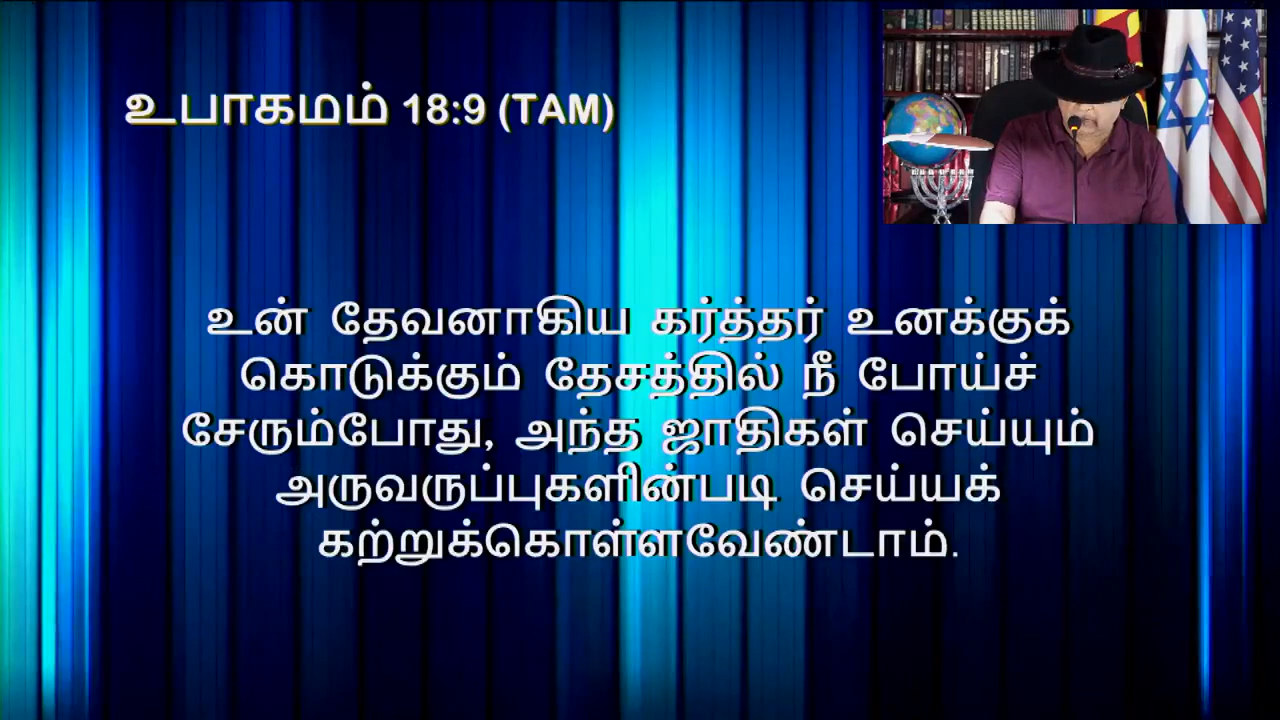 உபாகமம் 18:9 (TAM)
உன் தேவனாகிய கர்த்தர் உனக்குக்
கொடுக்கும் தேசத்தில் நீ போய்ச்
சேரும்போது, அந்த ஜாதிகள் செய்யும்
அருவருப்புகளின்படி செய்யக்
கற்றுக்கொள்ளவேண்டாம்.